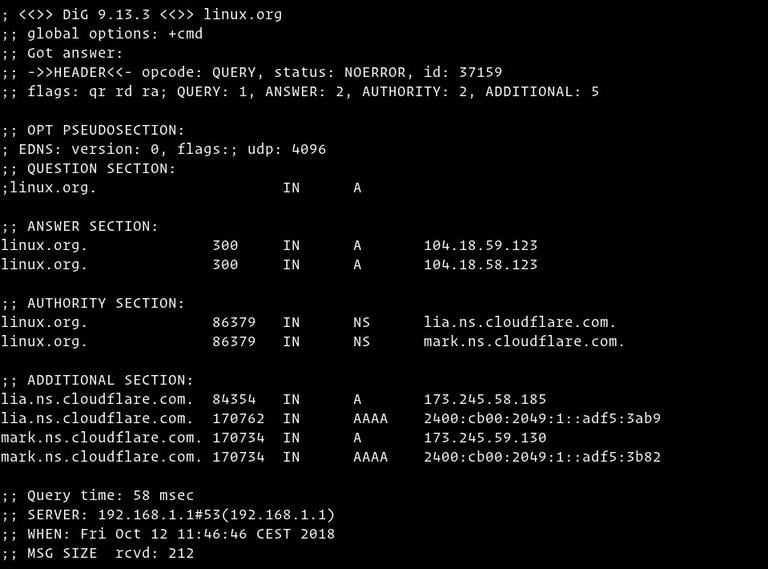 ; <<>> DiG 9.13.3 <<>> linux.org
;; global options: +cmd
;; Got answer:
;; ->>HEADER<<- opcode: QUERY, status: NOERROR, id: 37159
;; flags: qr rd ra; QUERY: 1, ANSWER: 2, AUTHORITY: 2, ADDITIONAL: 5

;; OPT PSEUDOSECTION:
; EDNS: version: 0, flags:; udp: 4096
;; QUESTION SECTION:
;linux.org.                     IN      A

;; ANSWER SECTION:
linux.org.              300     IN      A       104.18.59.123
linux.org.              300     IN      A       104.18.58.123

;; AUTHORITY SECTION:
linux.org.              86379   IN      NS      lia.ns.cloudflare.com.
linux.org.              86379   IN      NS      mark.ns.cloudflare.com.

;; ADDITIONAL SECTION:
lia.ns.cloudflare.com.  84354   IN      A       173.245.58.185
lia.ns.cloudflare.com.  170762  IN      AAAA    2400:cb00:2049:1::adf5:3ab9
mark.ns.cloudflare.com. 170734  IN      A       173.245.59.130
mark.ns.cloudflare.com. 170734  IN      AAAA    2400:cb00:2049:1::adf5:3b82

;; Query time: 58 msec
;; SERVER: 192.168.1.1#53(192.168.1.1)
;; WHEN: Fri Oct 12 11:46:46 CEST 2018
;; MSG SIZE  rcvd: 212